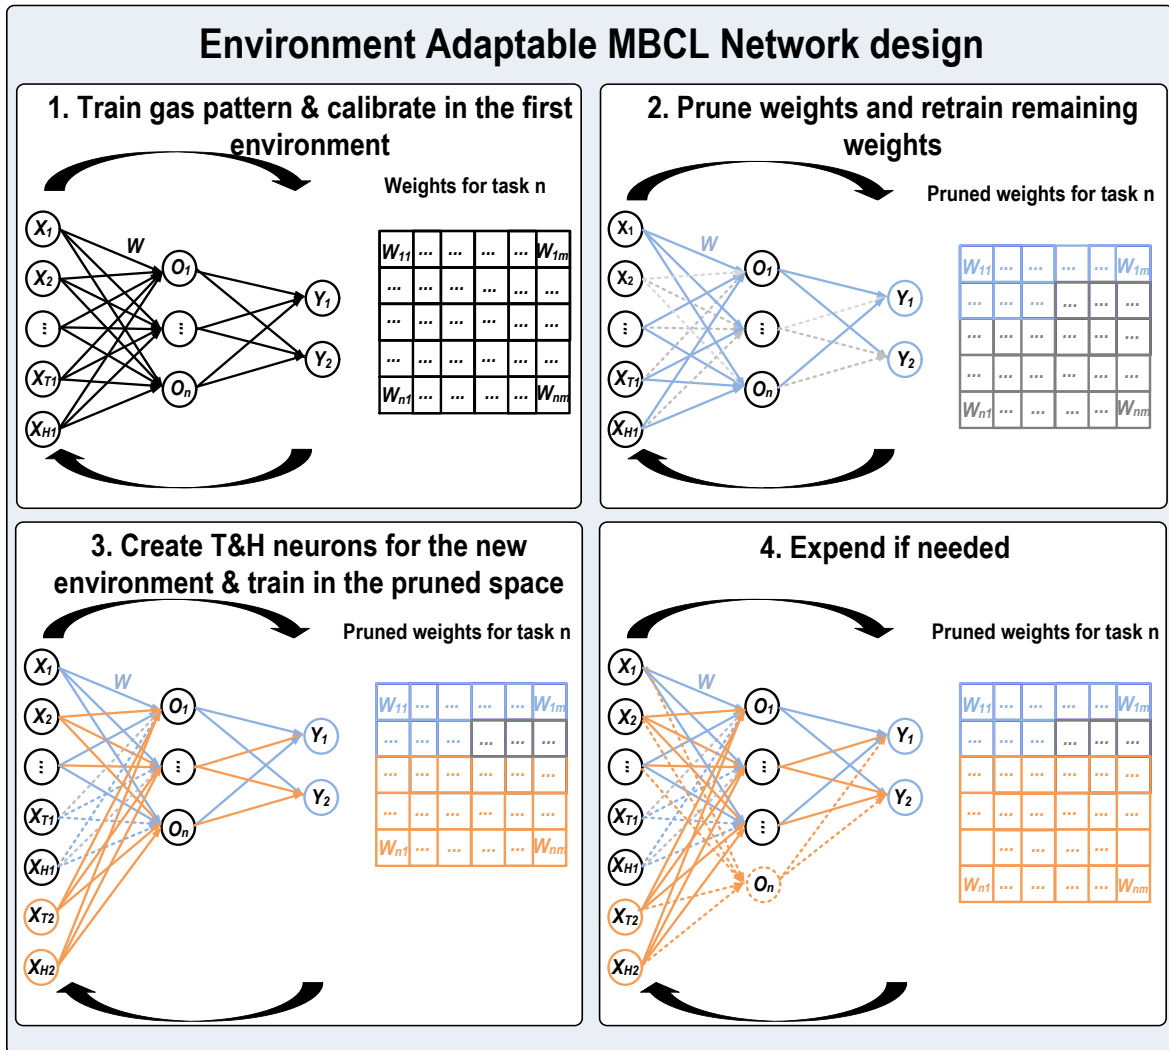 Environment Adaptable MBCL Network design
1. Train gas pattern & calibrate in the first
environment
Weights for task n
X1
X2
⋮
XT1
XH1
W
O1
⋮
On
Y1
Y2
W11 ... ... ... ... W1m
... ... ... ... ... ...
... ... ... ... ... ...
... ... ... ... ... ...
Wn1 ... ... ... ... Wnm
2. Prune weights and retrain remaining
weights
Pruned weights for task n
X1
X2
⋮
XT1
XH1
W
O1
⋮
On
Y1
Y2
W11 ... ... ... ... W1m
... ... ... ... ... ...
... ... ... ... ... ...
... ... ... ... ... ...
Wn1 ... ... ... ... Wnm
3. Create T&H neurons for the new
environment & train in the pruned space
Pruned weights for task n
X1
X2
⋮
XT1
XH1
XT2
XH2
W
O1
⋮
On
Y1
Y2
W11 ... ... ... ... W1m
... ... ... ... ... ...
... ... ... ... ... ...
... ... ... ... ... ...
Wn1 ... ... ... ... Wnm
4. Expend if needed
Pruned weights for task n
X1
X2
⋮
XT1
XH1
XT2
XH2
W
O1
⋮
⋮
On
Y1
Y2
W11 ... ... ... ... W1m
... ... ... ... ... ...
... ... ... ... ... ...
... ... ... ... ... ...
... ... ... ...
Wn1 ... ... ... ... Wnm